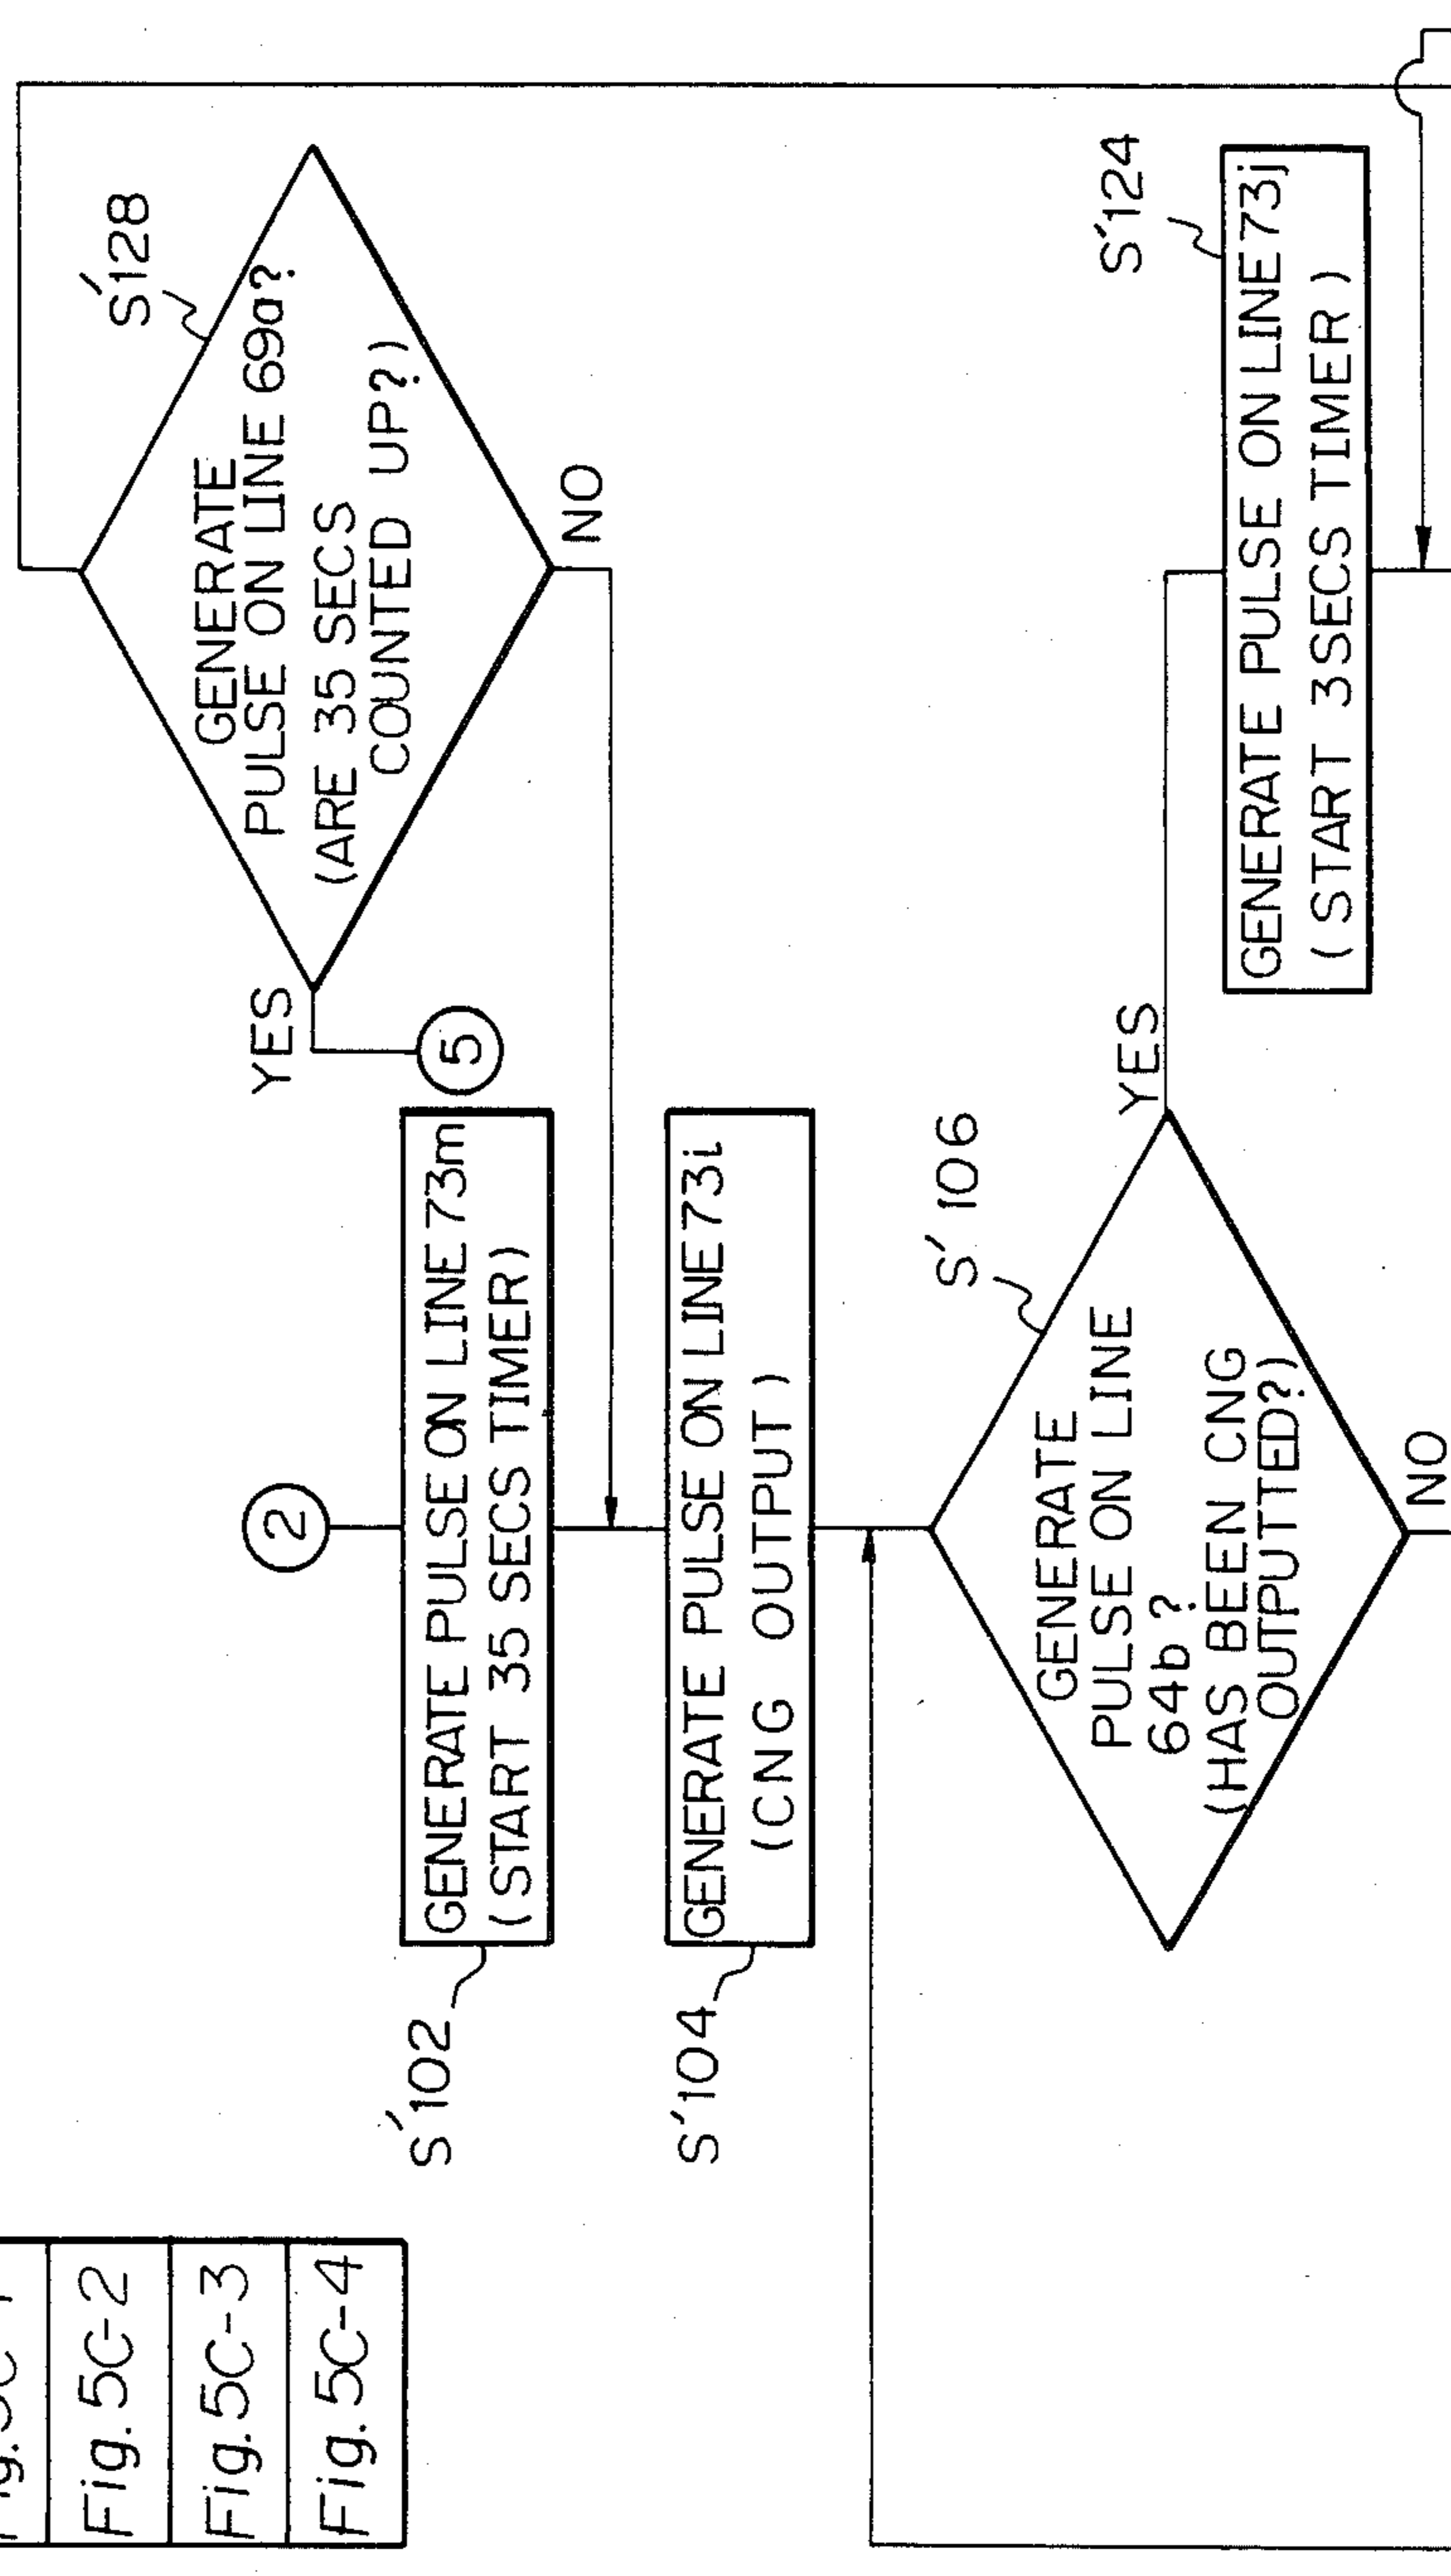 Fig. 5C-2
Fig. 5C-3
Fig. 5C-4
2
S'102
GENERATE PULSE ON LINE 73m
(START 35 SECS TIMER)
S'104
GENERATE PULSE ON LINE 73i
(CNG OUTPUT)
S'106
GENERATE
PULSE ON LINE
64b?
(HAS BEEN CNG
OUTPUTTED?)
YES
NO
S'128
GENERATE
PULSE ON LINE 69a?
(ARE 35 SECS
COUNTED UP?)
YES
5
NO
S'124
GENERATE PULSE ON LINE 73j
(START 3SECS TIMER)